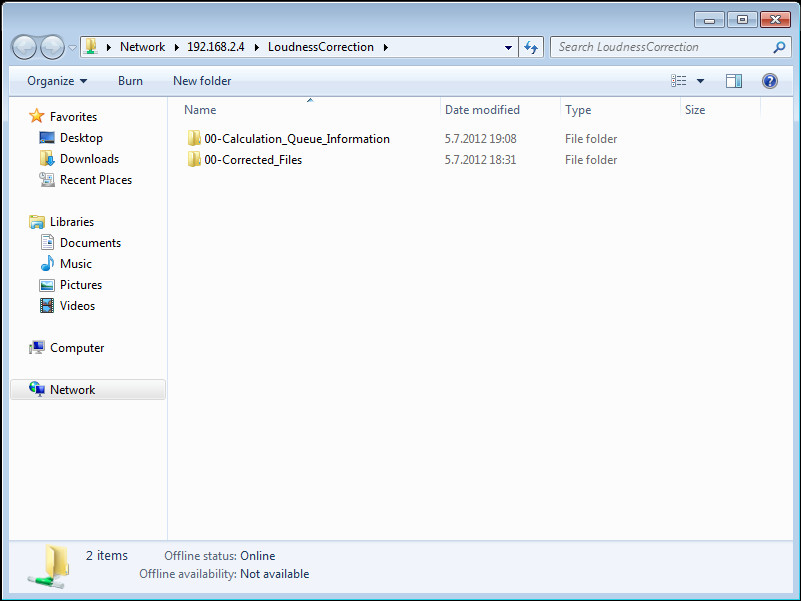 Network 192.168.2.4 LoudnessCorrection
Search LoudnessCorrection
Organize Burn New folder
Name Date modified Type Size
00-Calculation_Queue_Information 5.7.2012 19:08 File folder
00-Corrected_Files 5.7.2012 18:31 File folder
Favorites
Desktop
Downloads
Recent Places
Libraries
Documents
Music
Pictures
Videos
Computer
Network
2 items Offline status: Online
Offline availability: Not available